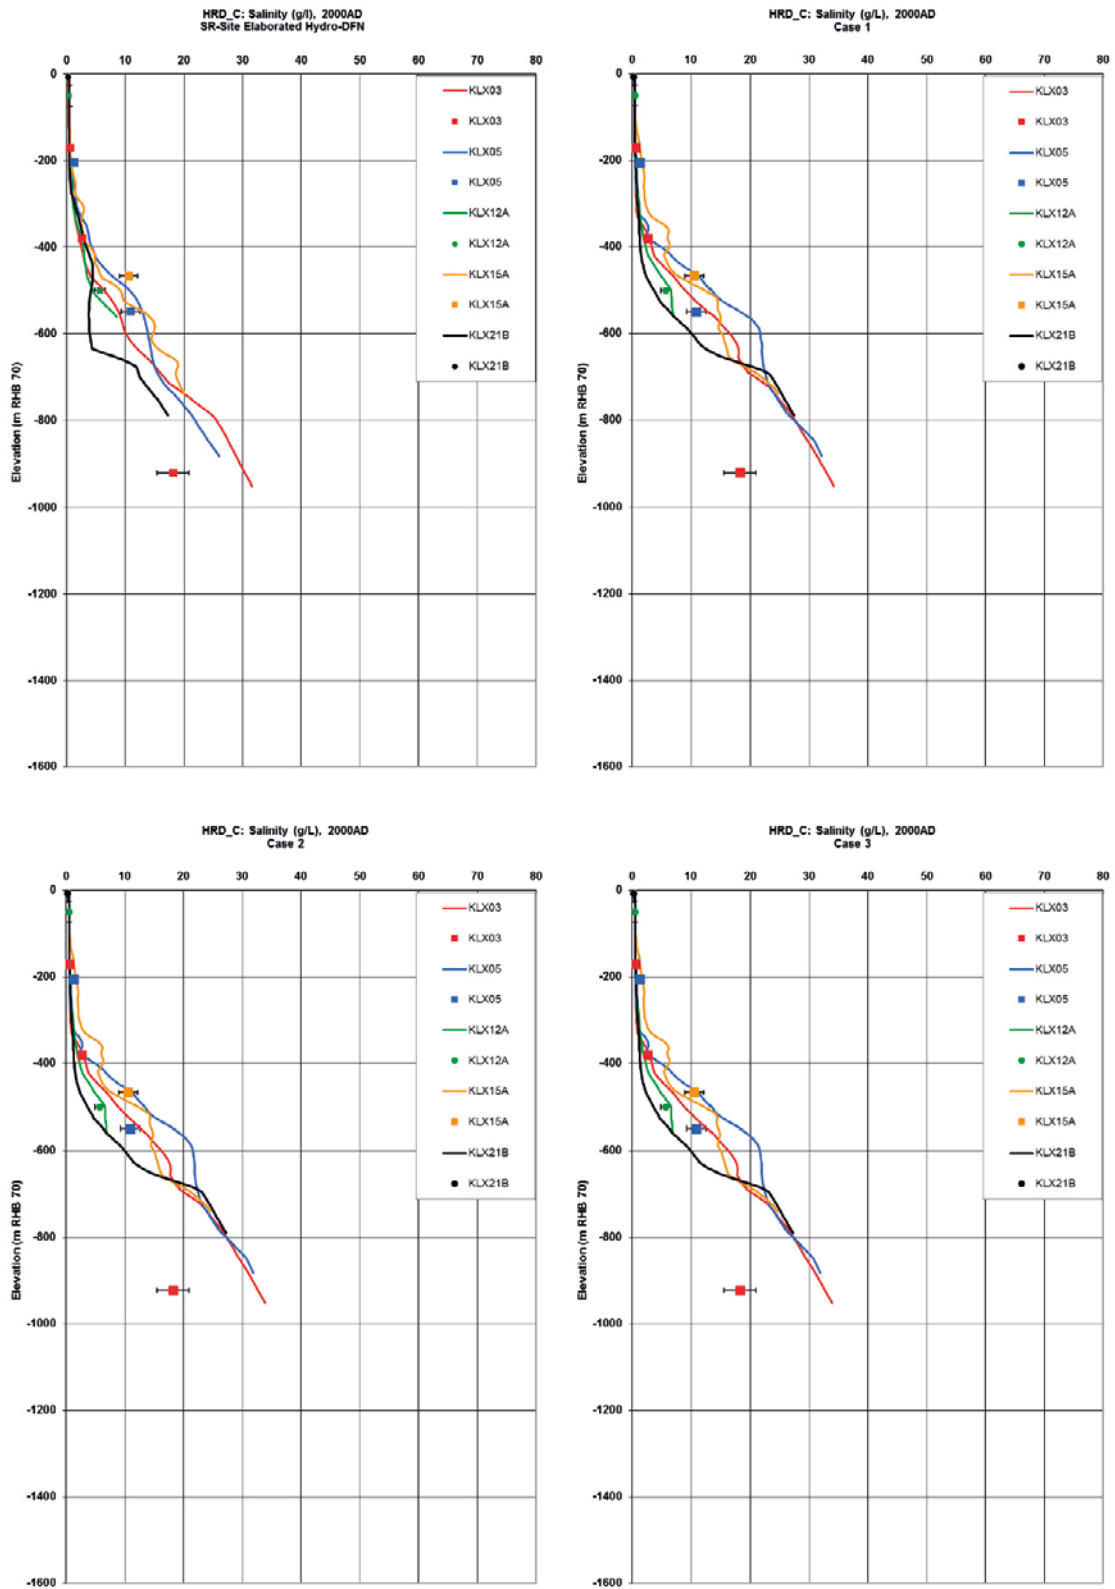 HRD_C: Salinity (g/l), 2000AD
SR-Site Elaborated Hydro-DFN
0 10 20 30 40 50 60 70 80
0
-200
-400
-600
-800
-1000
-1200
-1400
-1600
Elevation (m RHB 70)
KLX03
KLX03
KLX05
KLX05
KLX12A
KLX12A
KLX15A
KLX15A
KLX21B
KLX21B
HRD_C: Salinity (g/L), 2000AD
Case 1
0 10 20 30 40 50 60 70 80
0
-200
-400
-600
-800
-1000
-1200
-1400
-1600
Elevation (m RHB 70)
KLX03
KLX03
KLX05
KLX05
KLX12A
KLX12A
KLX15A
KLX15A
KLX21B
KLX21B
HRD_C: Salinity (g/L), 2000AD
Case 2
0 10 20 30 40 50 60 70 80
0
-200
-400
-600
-800
-1000
-1200
-1400
-1600
Elevation (m RHB 70)
KLX03
KLX03
KLX05
KLX05
KLX12A
KLX12A
KLX15A
KLX15A
KLX21B
KLX21B
HRD_C: Salinity (g/L), 2000AD
Case 3
0 10 20 30 40 50 60 70 80
0
-200
-400
-600
-800
-1000
-1200
-1400
-1600
Elevation (m RHB 70)
KLX03
KLX03
KLX05
KLX05
KLX12A
KLX12A
KLX15A
KLX15A
KLX21B
KLX21B